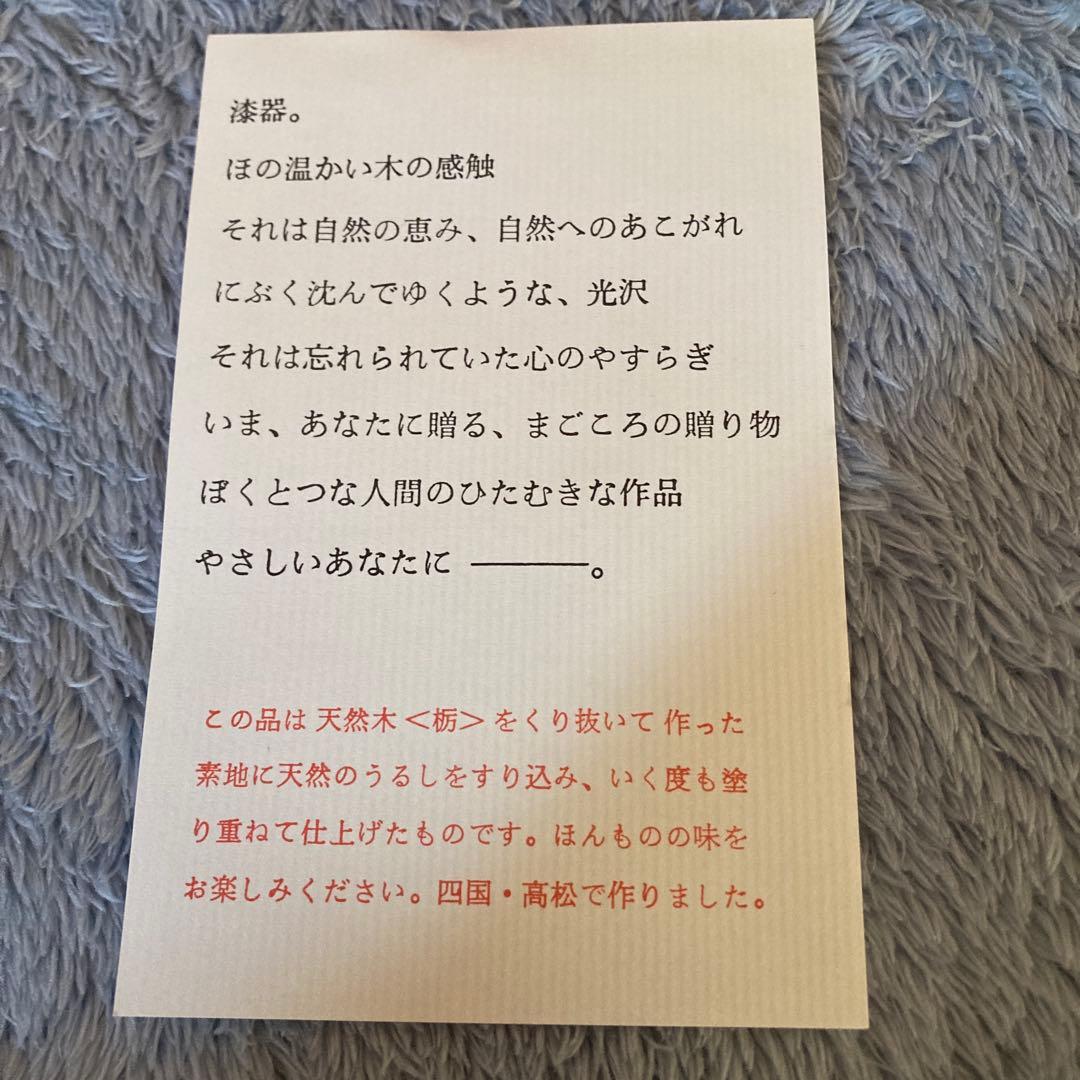 漆器。
ほの温かい木の感触
それは自然の恵み、自然へのあこがれ
にぶく沈んでゆくような、光沢
それは忘れられていた心のやすらぎ
いま、あなたに贈る、まごころの贈り物
ぽくとつな人間のひたむきな作品
やさしいあなたに ――――。
この品は 天然木＜栃＞をくり抜いて 作った
素地に天然のうるしをすり込み、いく度も塗
り重ねて仕上げたものです。ほんものの味を
お楽しみください。四国・高松で作りました。